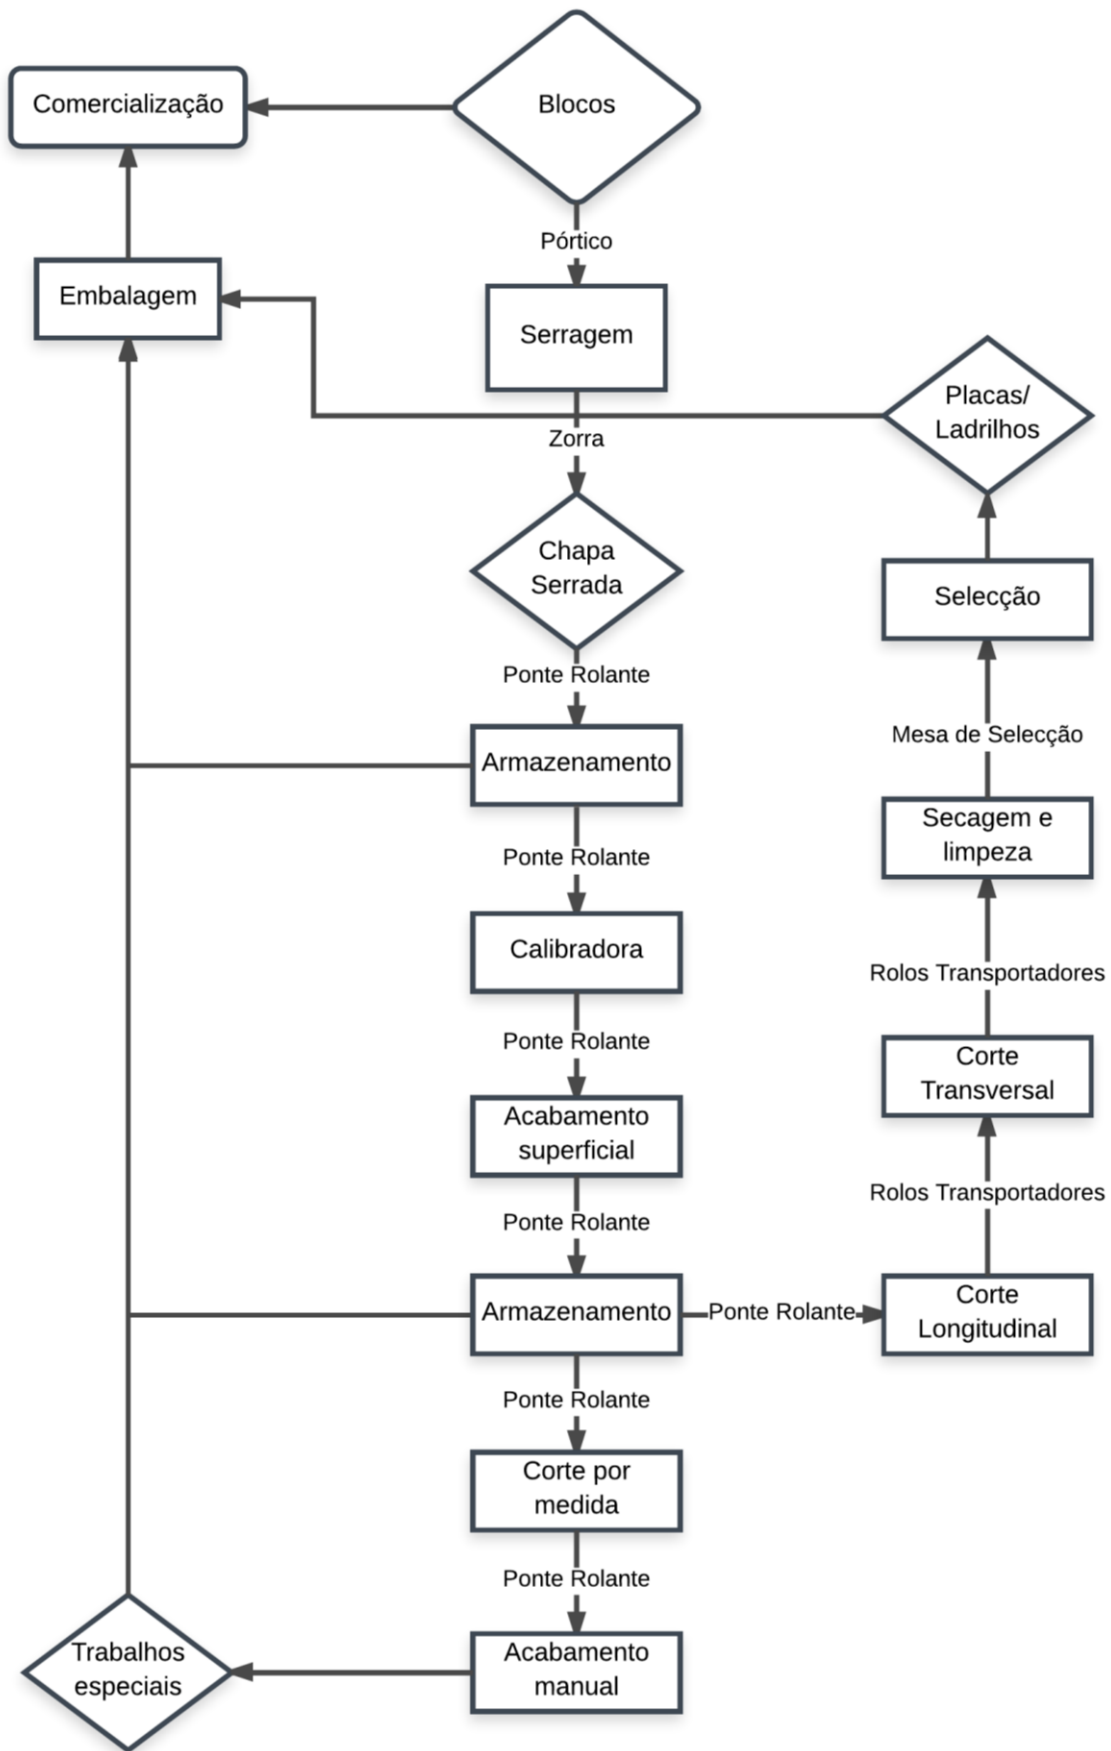 Blocos
Comercialização
Pórtico
Embalagem
Serragem
Placas/
Ladrilhos
Zorra
Chapa
Serrada
Selecção
Ponte Rolante
Mesa de Selecção
Armazenamento
Secagem e
limpeza
Ponte Rolante
Calibradora
Rolos Transportadores
Ponte Rolante
Corte
Transversal
Acabamento
superficial
Rolos Transportadores
Ponte Rolante
Armazenamento
Ponte Rolante
Corte
Longitudinal
Ponte Rolante
Corte por
medida
Ponte Rolante
Trabalhos
especiais
Acabamento
manual